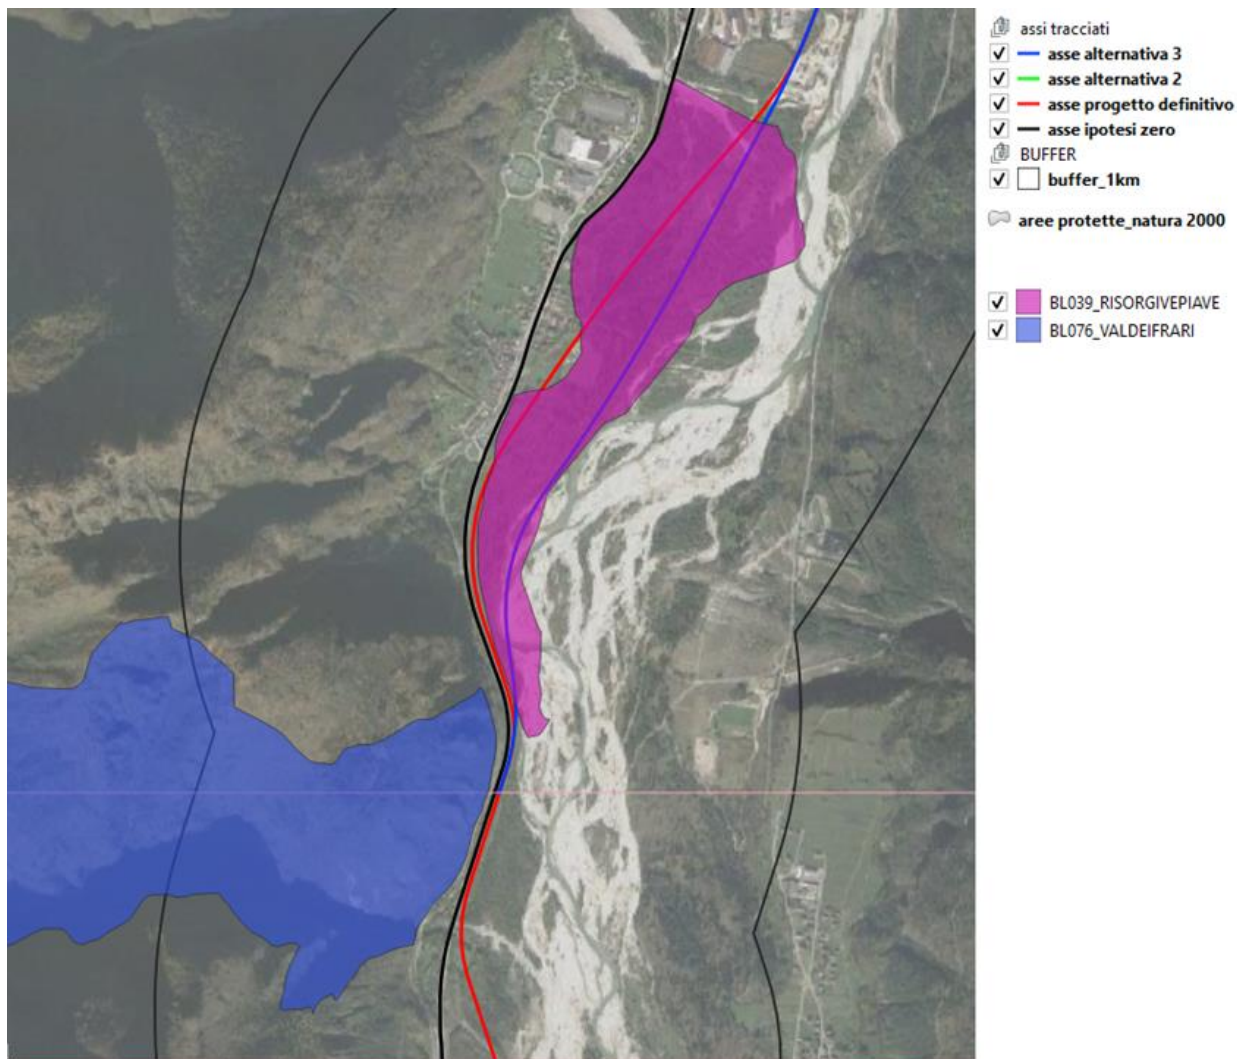 assi tracciati
asse alternativa 3
asse alternativa 2
asse progetto definitivo
asse ipotesi zero
BUFFER
buffer_1km
aree protette_natura 2000
BL039_RISORGIVEPIAVE
BL076_VALDEIFRARI